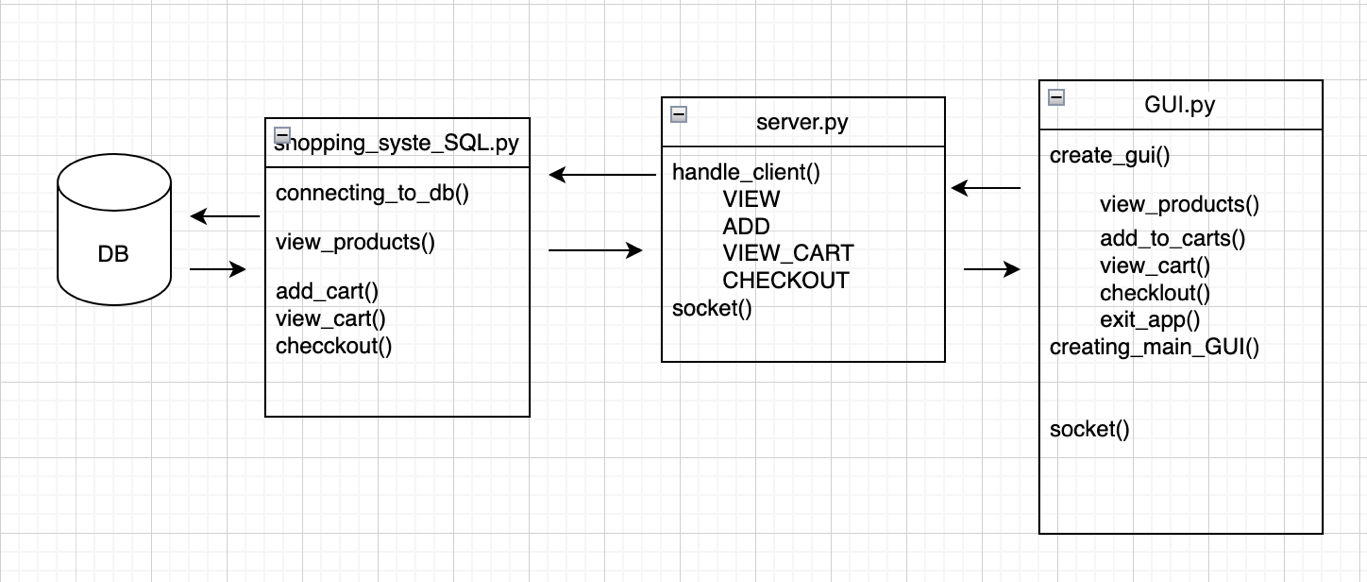 DB
shopping_syste_SQL.py
connecting_to_db()
view_products()
add_cart()
view_cart()
checckout()
server.py
handle_client()
VIEW
ADD
VIEW_CART
CHECKOUT
socket()
GUI.py
create_gui()
view_products()
add_to_carts()
view_cart()
checklout()
exit_app()
creating_main_GUI()
socket()